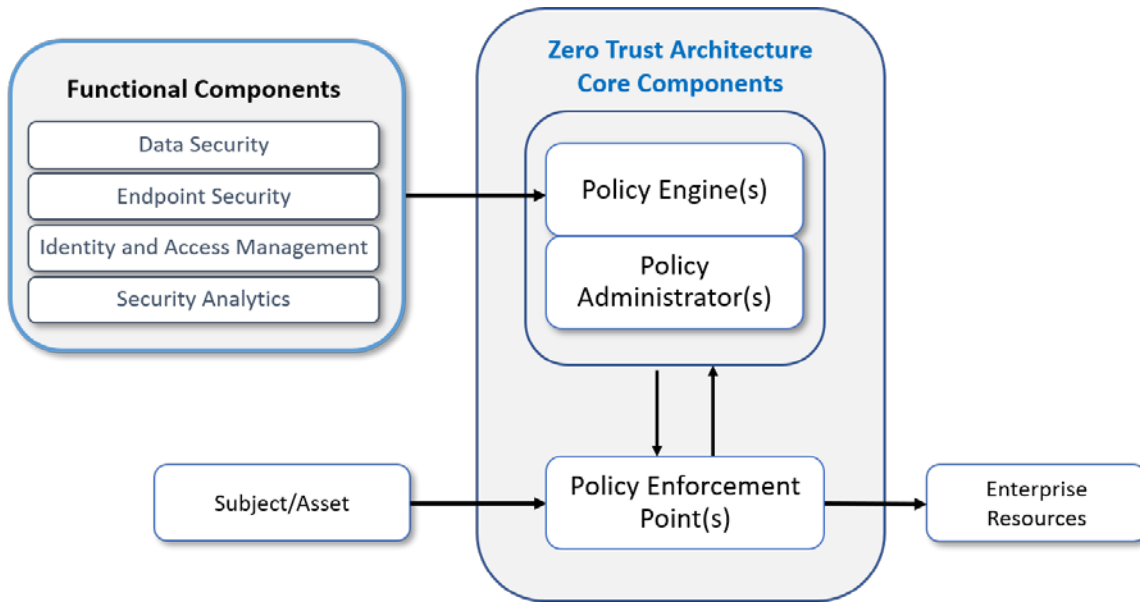 Functional Components
Data Security
Endpoint Security
Identity and Access Management
Security Analytics
Zero Trust Architecture
Core Components
Policy Engine(s)
Policy
Administrator(s)
Subject/Asset
Policy Enforcement
Point(s)
Enterprise
Resources